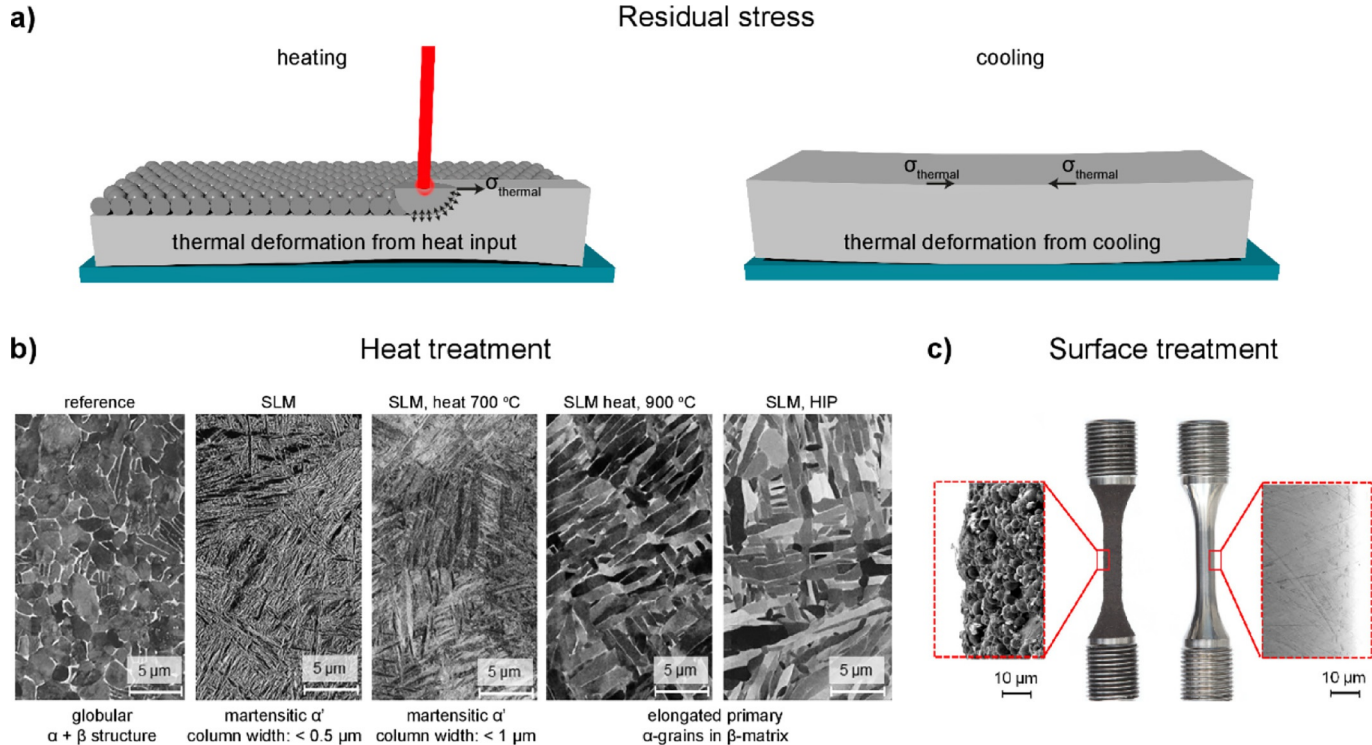 a)
Residual stress
heating
cooling
σthermal
thermal deformation from heat input
σthermal
σthermal
thermal deformation from cooling
b)
Heat treatment
c)
Surface treatment
reference
SLM
SLM, heat 700 °C
SLM heat, 900 °C
SLM, HIP
5 µm
5 µm
5 µm
5 µm
5 µm
globular
α + β structure
martensitic α'
column width: < 0.5 µm
martensitic α'
column width: < 1 µm
elongated primary
α-grains in β-matrix
10 µm
10 µm